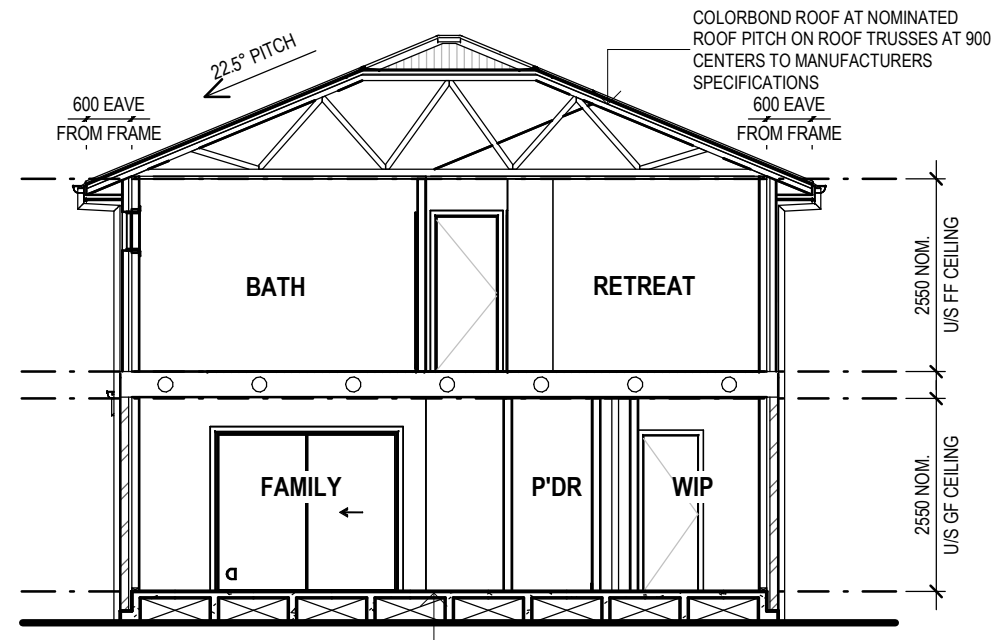 COLORBOND ROOF AT NOMINATED
ROOF PITCH ON ROOF TRUSSES AT 900
CENTERS TO MANUFACTURERS
SPECIFICATIONS
22.5° PITCH
600 EAVE
FROM FRAME
600 EAVE
FROM FRAME
BATH
RETREAT
2550 NOM.
U/S FF CEILING
FAMILY
P'DR
WIP
2550 NOM.
U/S GF CEILING
D